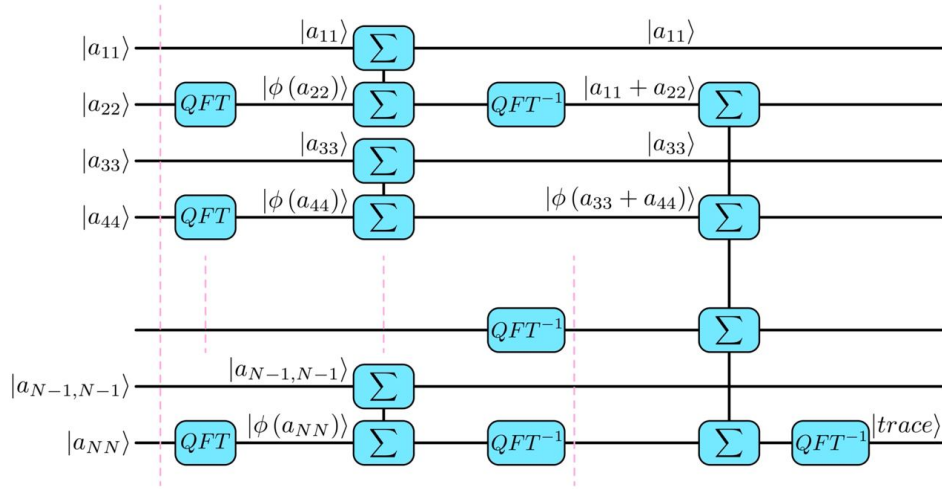 |a₁₁⟩ |a₁₁⟩ ∑ |a₁₁⟩
|a₂₂⟩ QFT |ϕ (a₂₂)⟩ ∑ QFT⁻¹ |a₁₁ + a₂₂⟩ ∑
|a₃₃⟩ |a₃₃⟩ ∑ |a₃₃⟩
|a₄₄⟩ QFT |ϕ (a₄₄)⟩ ∑ |ϕ (a₃₃ + a₄₄)⟩ ∑
QFT⁻¹ ∑
|a_{N−1,N−1}⟩ |a_{N−1,N−1}⟩ ∑
|a_{NN}⟩ QFT |ϕ (a_{NN})⟩ ∑ QFT⁻¹ ∑ QFT⁻¹ |trace⟩